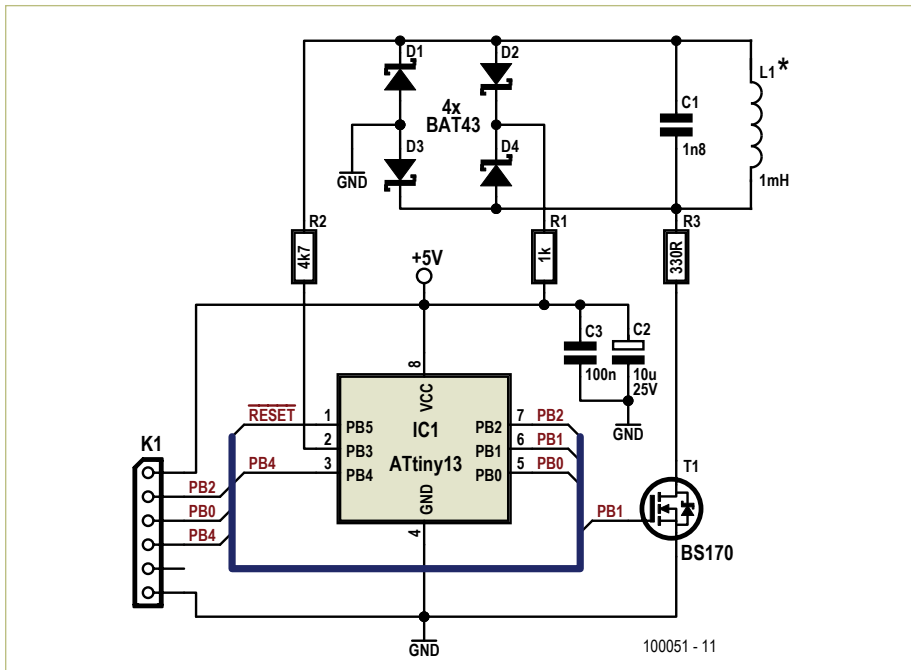 D1
D2
L1*
4x
BAT43
C1
1n8
GND
D3
D4
1mH
R2
4k7
+5V
R1
1k
R3
330R
C3
100n
C2
10u
25V
GND
8
VCC
RESET
1
PB5
IC1
PB2
7
PB2
2
PB3
ATtiny13
PB1
6
PB1
PB4
3
PB4
PB0
5
PB0
GND
4
K1
PB2
PB0
PB4
PB1
T1
BS170
GND
100051 - 11